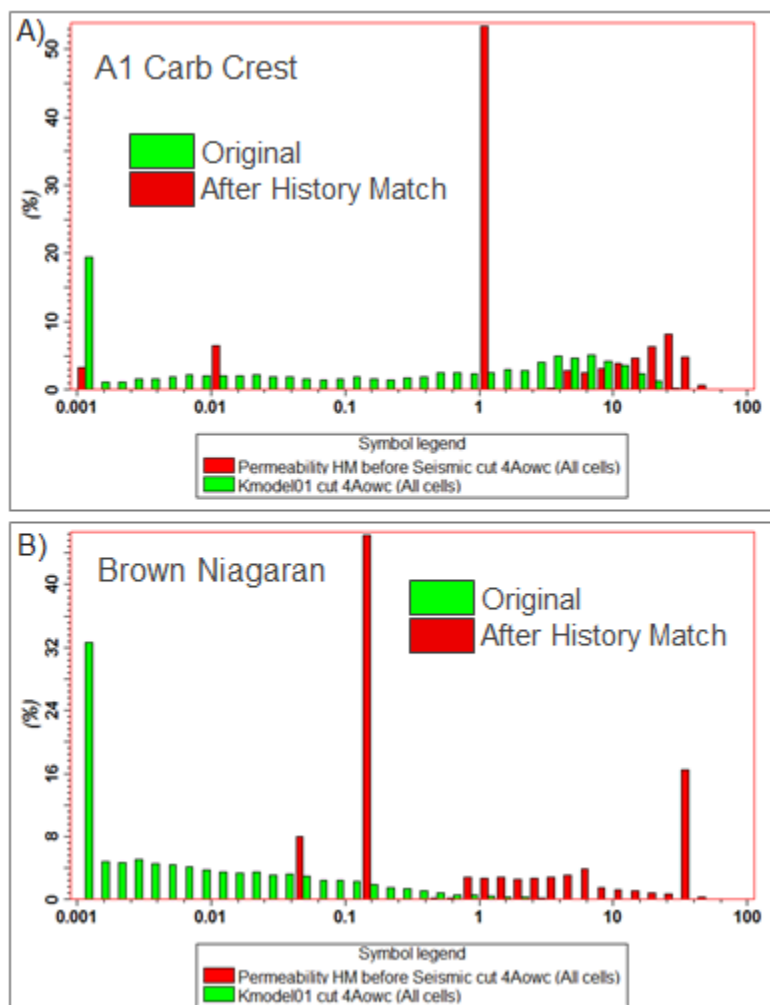 A)
A1 Carb Crest
Original
After History Match
(%)
50
40
30
20
10
0
0.001 0.01 0.1 1 10 100
Symbol legend
Permeability HM before Seismic cut 4Aowc (All cells)
Kmodel01 cut 4Aowc (All cells)
B)
Brown Niagaran
Original
After History Match
(%)
40
32
24
16
8
0
0.001 0.01 0.1 1 10 100
Symbol legend
Permeability HM before Seismic cut 4Aowc (All cells)
Kmodel01 cut 4Aowc (All cells)